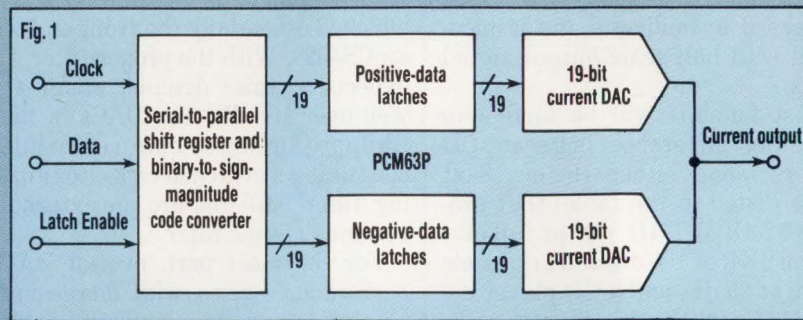 Fig. 1
Clock
Data
Latch Enable
Serial-to-parallel
shift register and
binary-to-sign-
magnitude
code converter
19
Positive-data
latches
19
19-bit
current DAC
PCM63P
Current output
19
Negative-data
latches
19
19-bit
current DAC